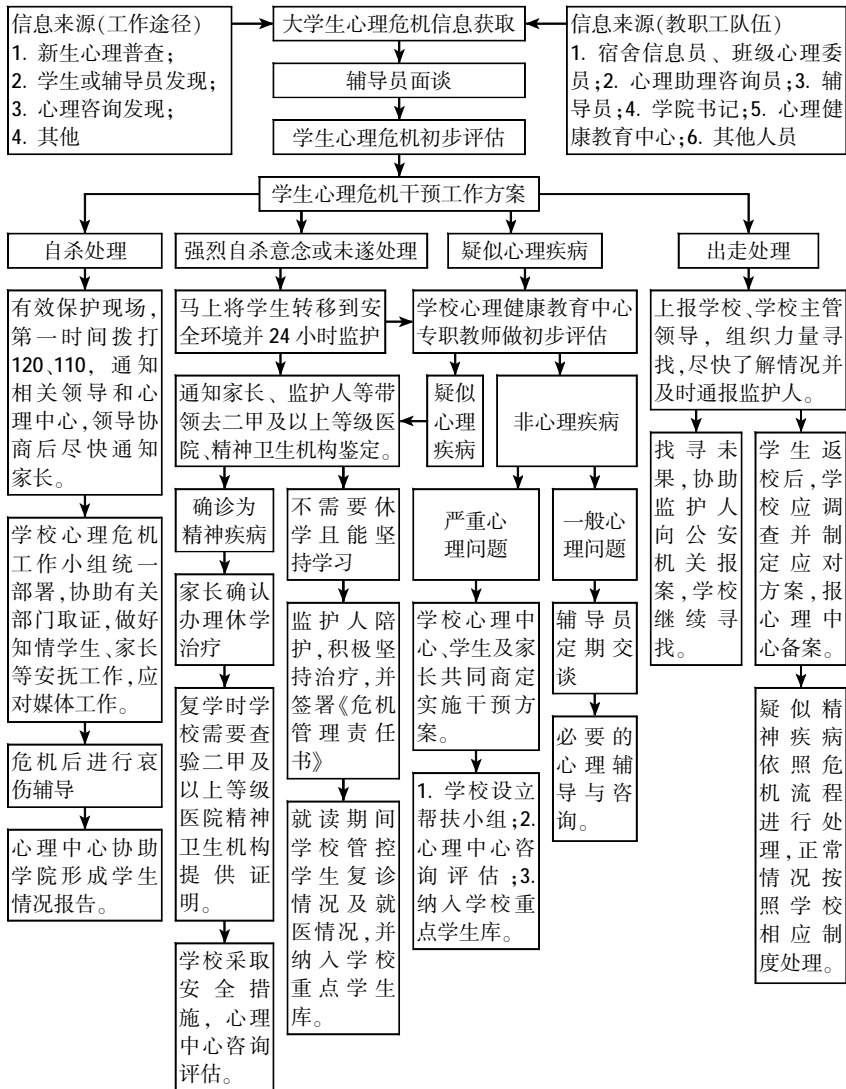 信息来源(工作途径)
1. 新生心理普查;
2. 学生或辅导员发现;
3. 心理咨询发现;
4. 其他
大学生心理危机信息获取
信息来源(教职工队伍)
1. 宿舍信息员、班级心理委
员;2. 心理助理咨询员;3. 辅
导员;4. 学院书记;5. 心理健
康教育中心;6. 其他人员
辅导员面谈
学生心理危机初步评估
学生心理危机干预工作方案
自杀处理
强烈自杀意念或未遂处理
疑似心理疾病
出走处理
有效保护现场,
第一时间拨打
120、110, 通知
相关领导和心
理中心,领导协
商后尽快通知
家长。
学校心理危机
工作小组统一
部署,协助有关
部门取证,做好
知情学生、家长
等安抚工作,应
对媒体工作。
危机后进行哀
伤辅导
心理中心协助
学院形成学生
情况报告。
马上将学生转移到安
全环境并 24 小时监护
通知家长、监护人等带
领去二甲及以上等级医
院、精神卫生机构鉴定。
确诊为
精神疾病
家长确认
办理休学
治疗
复学时学
校需要查
验二甲及
以上等级
医院精神
卫生机构
提供证
明。
学校采取
安全措
施, 心理
中心咨询
评估。
不需要休
学且能坚
持学习
监护人陪
护,积极坚
持治疗,并
签署《危机
管理责任
书》
就读期间
学校管控
学生复诊
情况及就
医情况,并
纳入学校
重点学生
库。
学校心理健康教育中心
专职教师做初步评估
疑似
心理
疾病
非心理疾病
严重心
理问题
学校心理中
心、学生及家
长共同商定
实施干预方
案。
1. 学校设立
帮扶小组;2.
心理中心咨
询评估;3.
纳入学校重
点学生库。
一般心
理问题
辅导员
定期交
谈
必要的
心理辅
导与咨
询。
上报学校、学校主管
领导, 组织力量寻
找,尽快了解情况并
及时通报监护人。
找寻未
果,协助
监护人
向公安
机关报
案,学校
继续寻
找。
学生返
校后,学
校应调
查并制
定应对
方案,报
心理中
心备案。
疑似精
神疾病
依照危
机流程
进行处
理,正常
情况按
照学校
相应制
度处理。